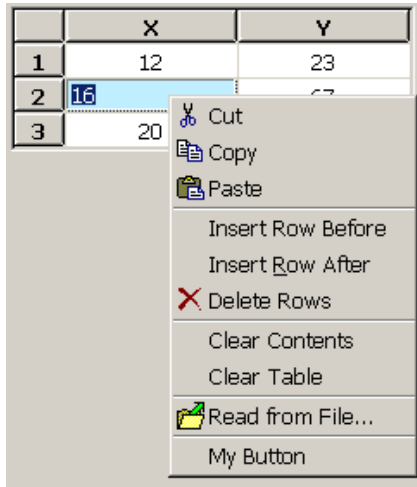 X Y
1 12 23
2 16 67
3 20
Cut
Copy
Paste
Insert Row Before
Insert Row After
Delete Rows
Clear Contents
Clear Table
Read from File...
My Button